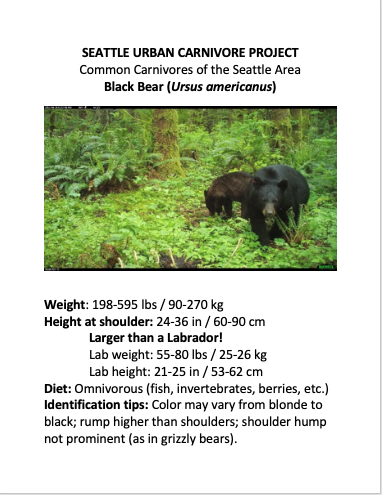 SEATTLE URBAN CARNIVORE PROJECT
Common Carnivores of the Seattle Area
Black Bear (Ursus americanus)
Weight: 198-595 lbs / 90-270 kg
Height at shoulder: 24-36 in / 60-90 cm
Larger than a Labrador!
Lab weight: 55-80 lbs / 25-26 kg
Lab height: 21-25 in / 53-62 cm
Diet: Omnivorous (fish, invertebrates, berries, etc.)
Identification tips: Color may vary from blonde to
black; rump higher than shoulders; shoulder hump
not prominent (as in grizzly bears).